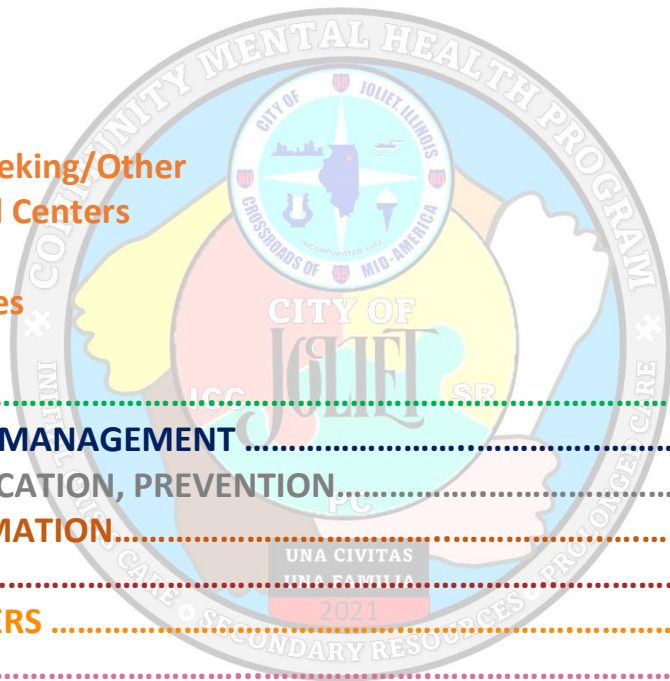 COMMUNITY MENTAL HEALTH PROGRAM
CITY OF JOLIET, ILLINOIS
eeking/Other
l Centers
INCORPORATED 1852
CROSSROADS OF MID-AMERICA
es
CITY OF
JOLIET
ICC
SR
MANAGEMENT
CATION, PREVENTION
PC
MATION
UNA CIVITAS
UNA FAMILIA
2021
ERS
INITIAL CRISIS CARE SECONDARY RESOURCES PROLONGED CARE